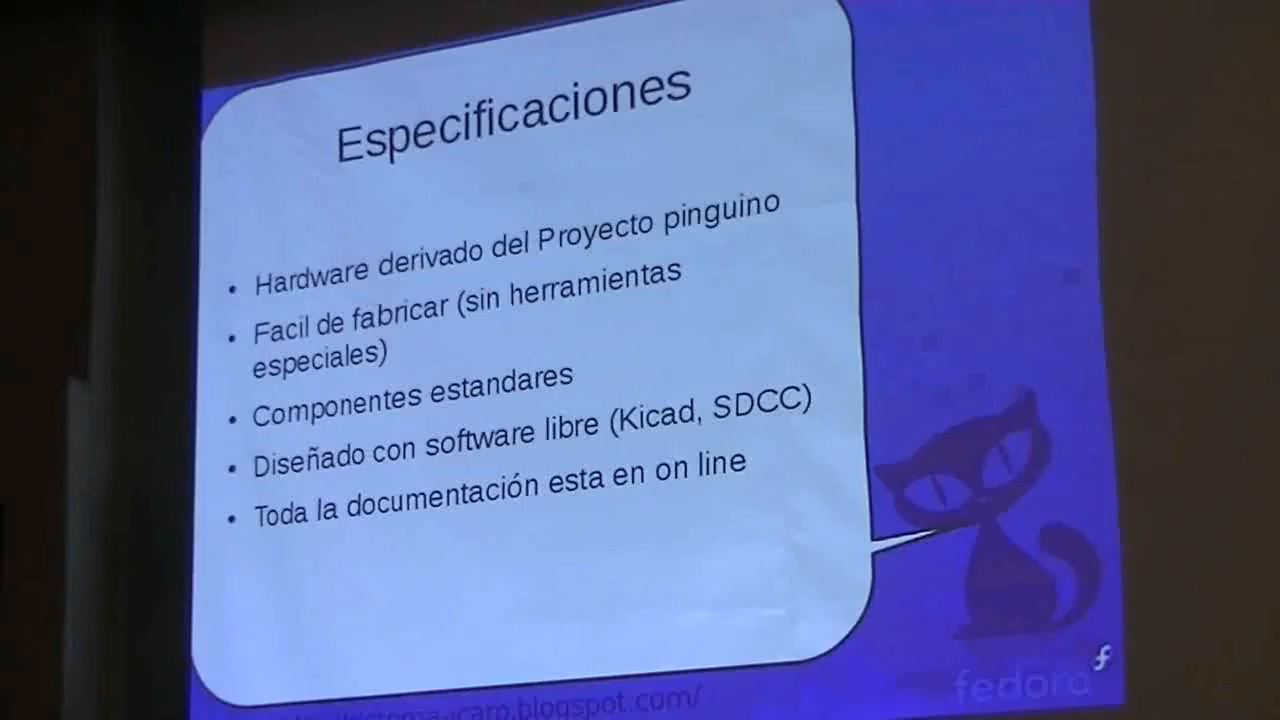 Especificaciones
• Hardware derivado del Proyecto pinguino
• Facil de fabricar (sin herramientas
especiales)
• Componentes estandares
• Diseñado con software libre (Kicad, SDCC)
• Toda la documentación esta en on line
fedora f
icaro.blogspot.com/